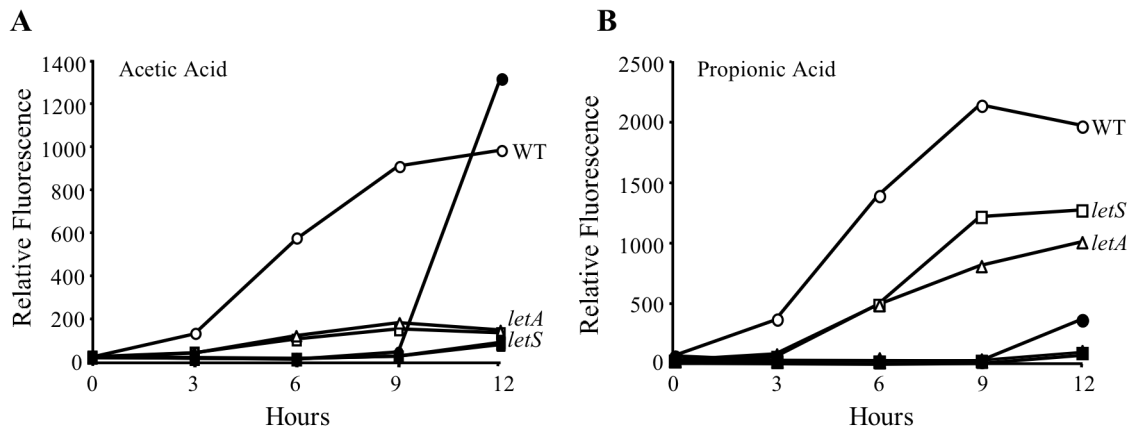 A
Acetic Acid
Relative Fluorescence
1400
1200
1000
800
600
400
200
0
0 3 6 9 12
Hours
WT
letA
letS
B
Propionic Acid
Relative Fluorescence
2500
2000
1500
1000
500
0
0 3 6 9 12
Hours
WT
letS
letA